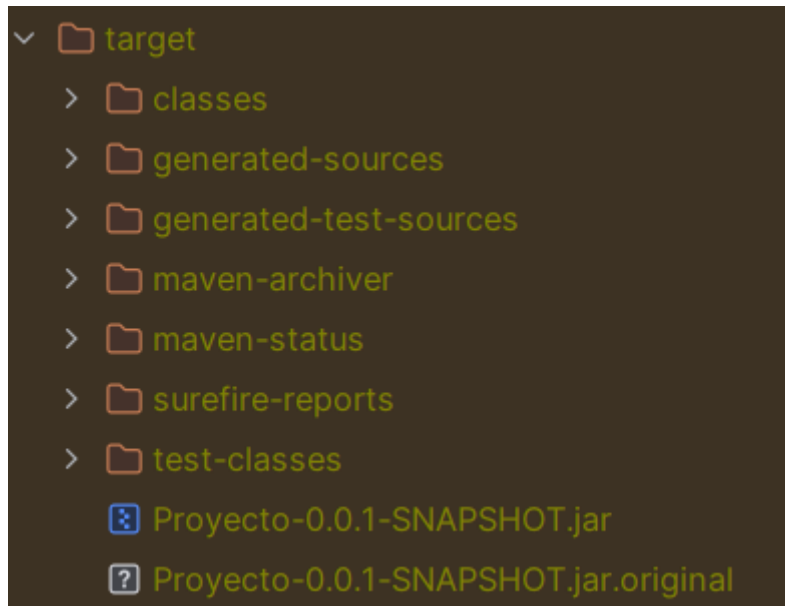 target
classes
generated-sources
generated-test-sources
maven-archiver
maven-status
surefire-reports
test-classes
Proyecto-0.0.1-SNAPSHOT.jar
Proyecto-0.0.1-SNAPSHOT.jar.original